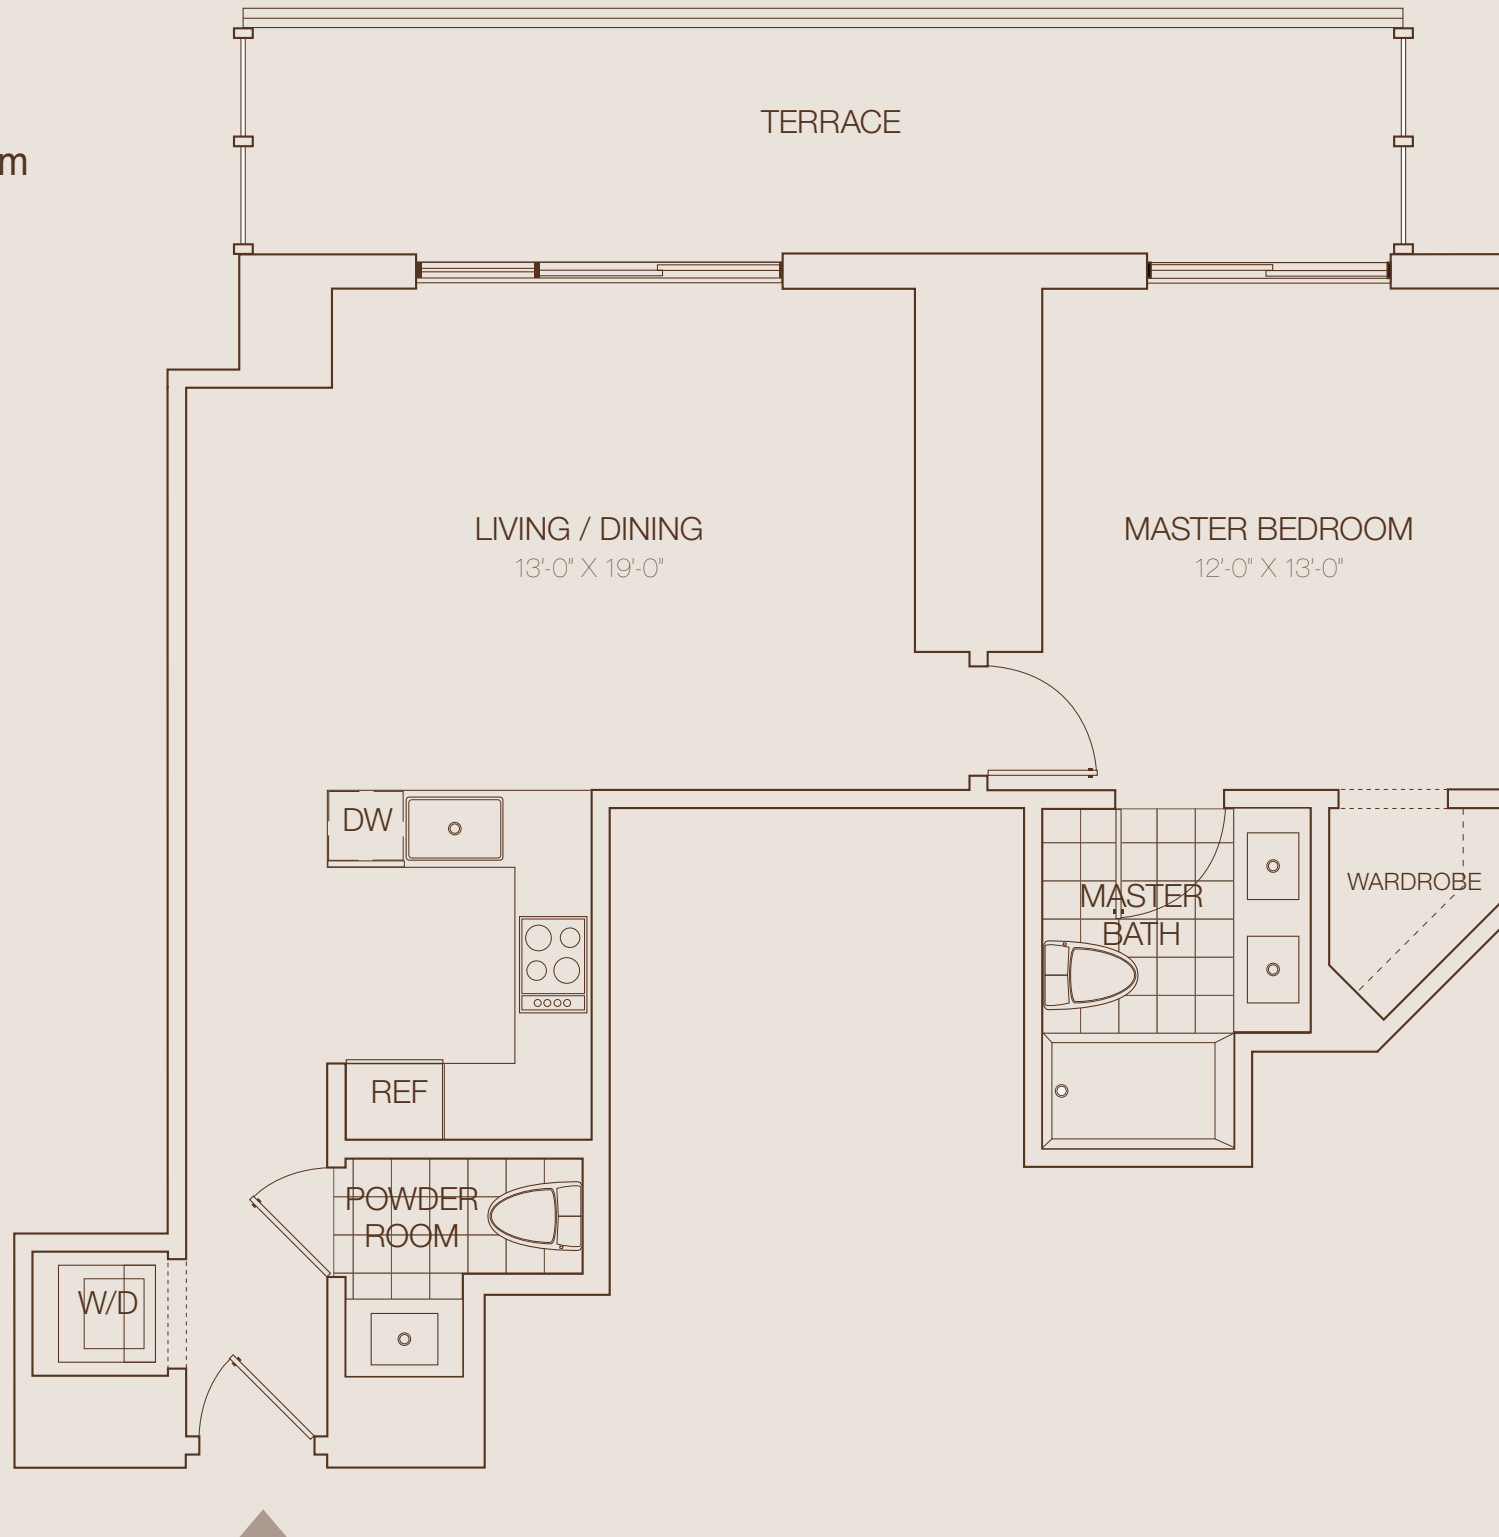 m
TERRACE
LIVING / DINING
13'-0" X 19'-0"
MASTER BEDROOM
12'-0" X 13'-0"
DW
WARDROBE
MASTER
BATH
REF
POWDER
ROOM
W/D